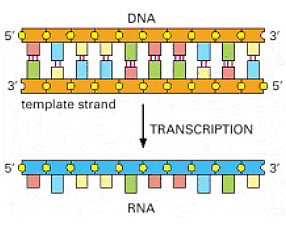 DNA
5′ 3′
3′ 5′
template strand
TRANSCRIPTION
5′ 3′
RNA